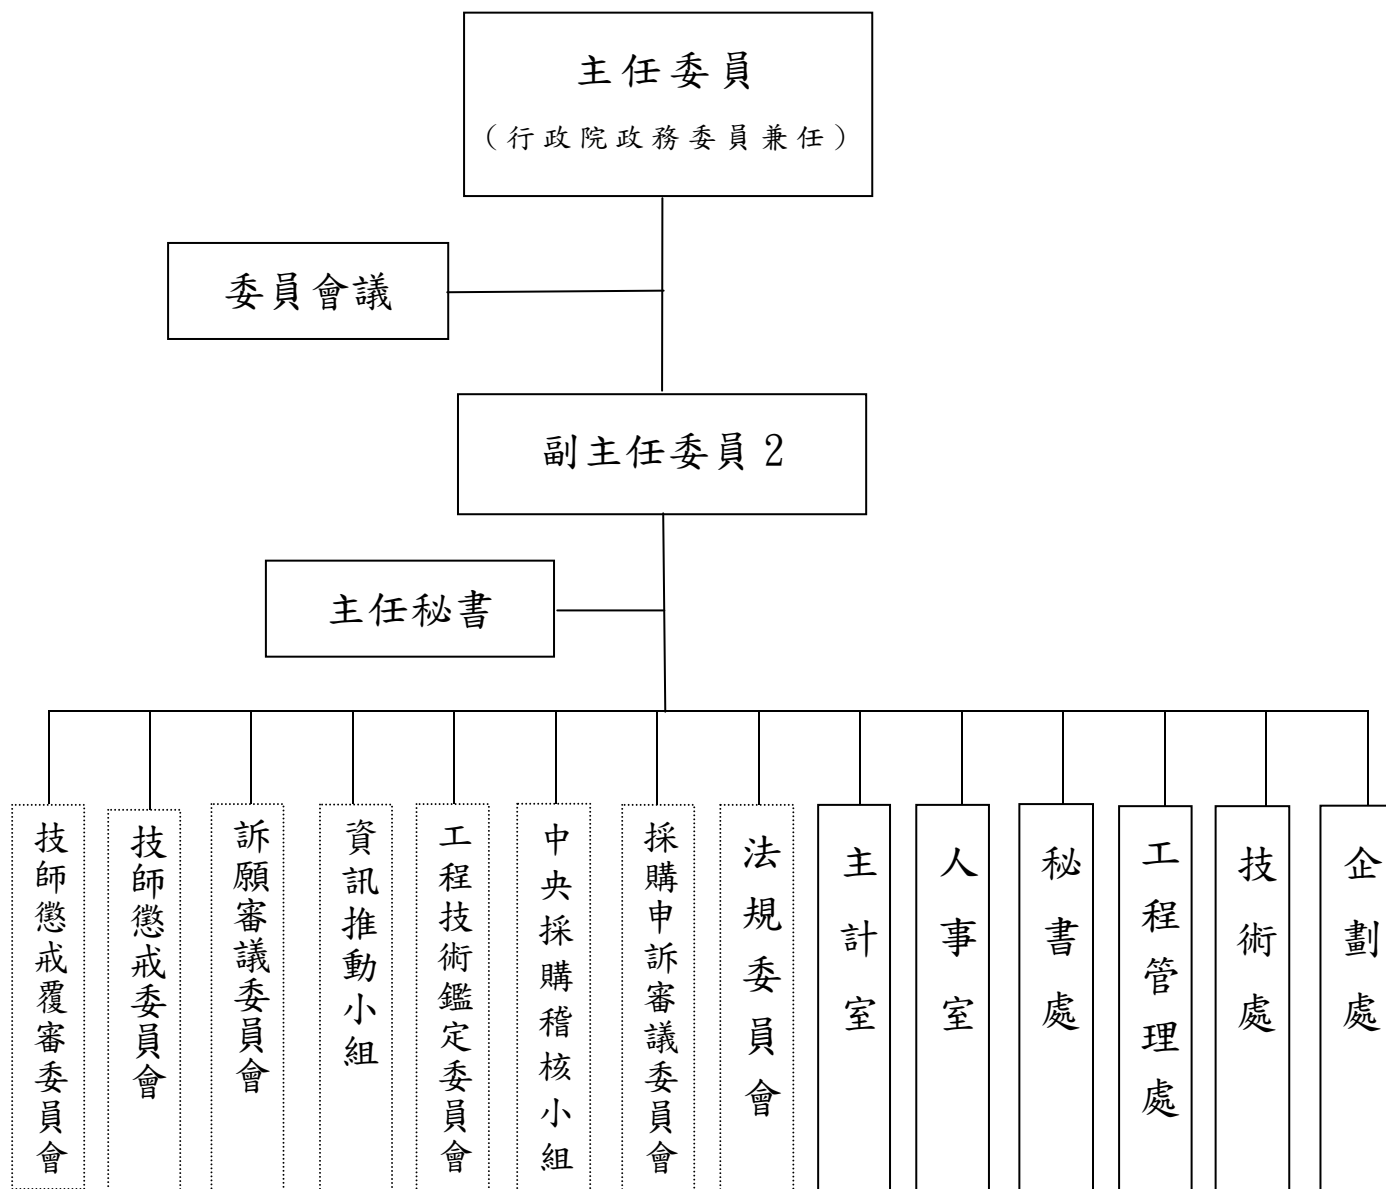 主任委員
（行政院政務委員兼任）
委員會議
副主任委員2
主任秘書
技師懲戒覆審委員會
技師懲戒委員會
訴願審議委員會
資訊推動小組
工程技術鑑定委員會
中央採購稽核小組
採購申訴審議委員會
法規委員會
主計室
人事室
秘書處
工程管理處
技術處
企劃處